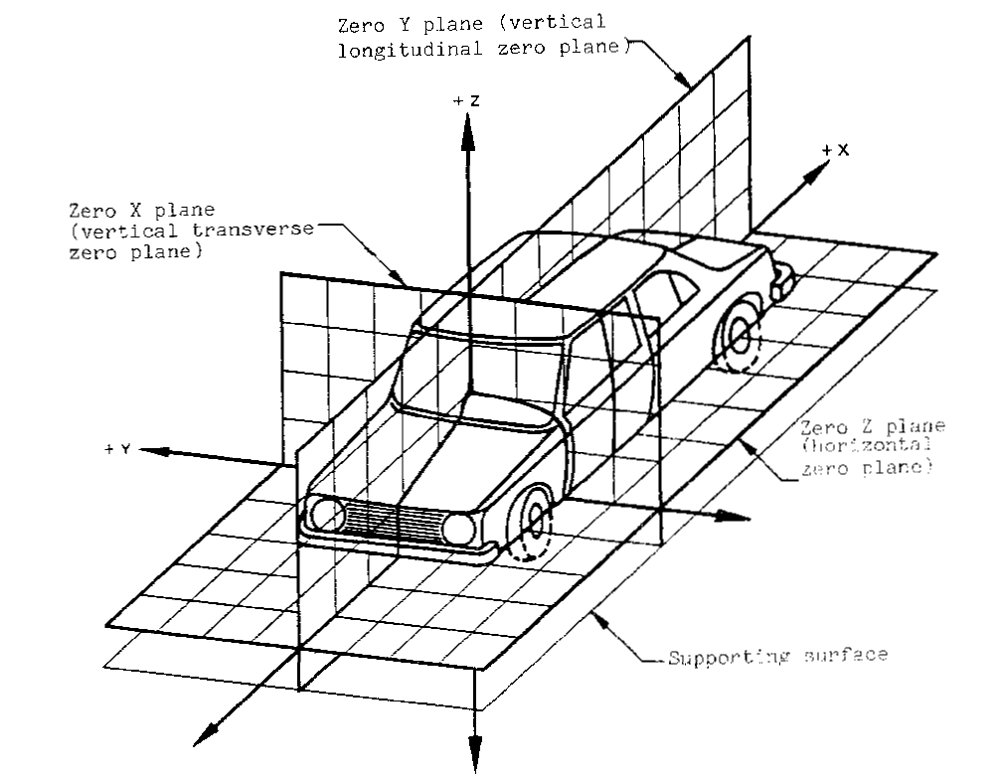 Zero Y plane (vertical
longitudinal zero plane)
+ Z
+ X
Zero X plane
(vertical transverse
zero plane)
+ Y
Zero Z plane
(horizontal
zero plane)
Supporting surface